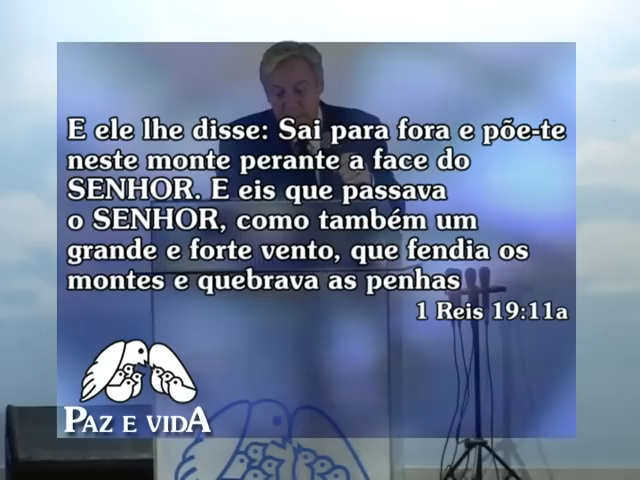 E ele lhe disse: Sai para fora e põe-te
neste monte perante a face do
SENHOR. E eis que passava
o SENHOR, como também um
grande e forte vento, que fendia os
montes e quebrava as penhas
1 Reis 19:11a
PAZ E VIDA